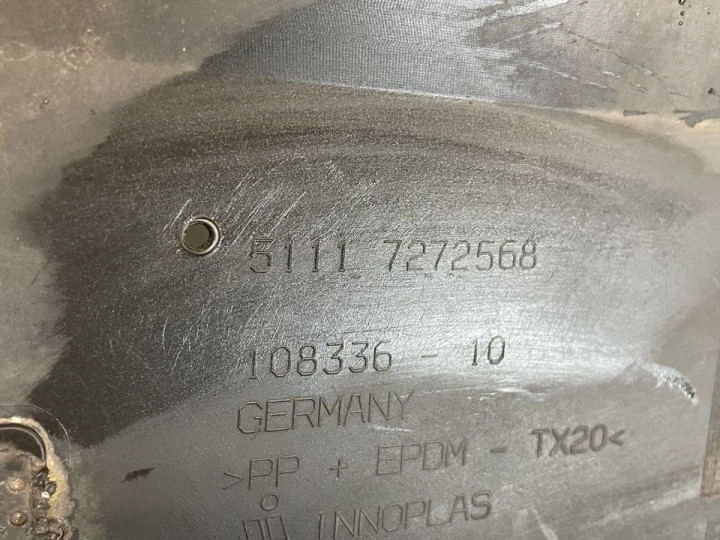 5111 7272568
108336 - 10
GERMANY
>PP + EPDM - TX20<
INNOPLAS